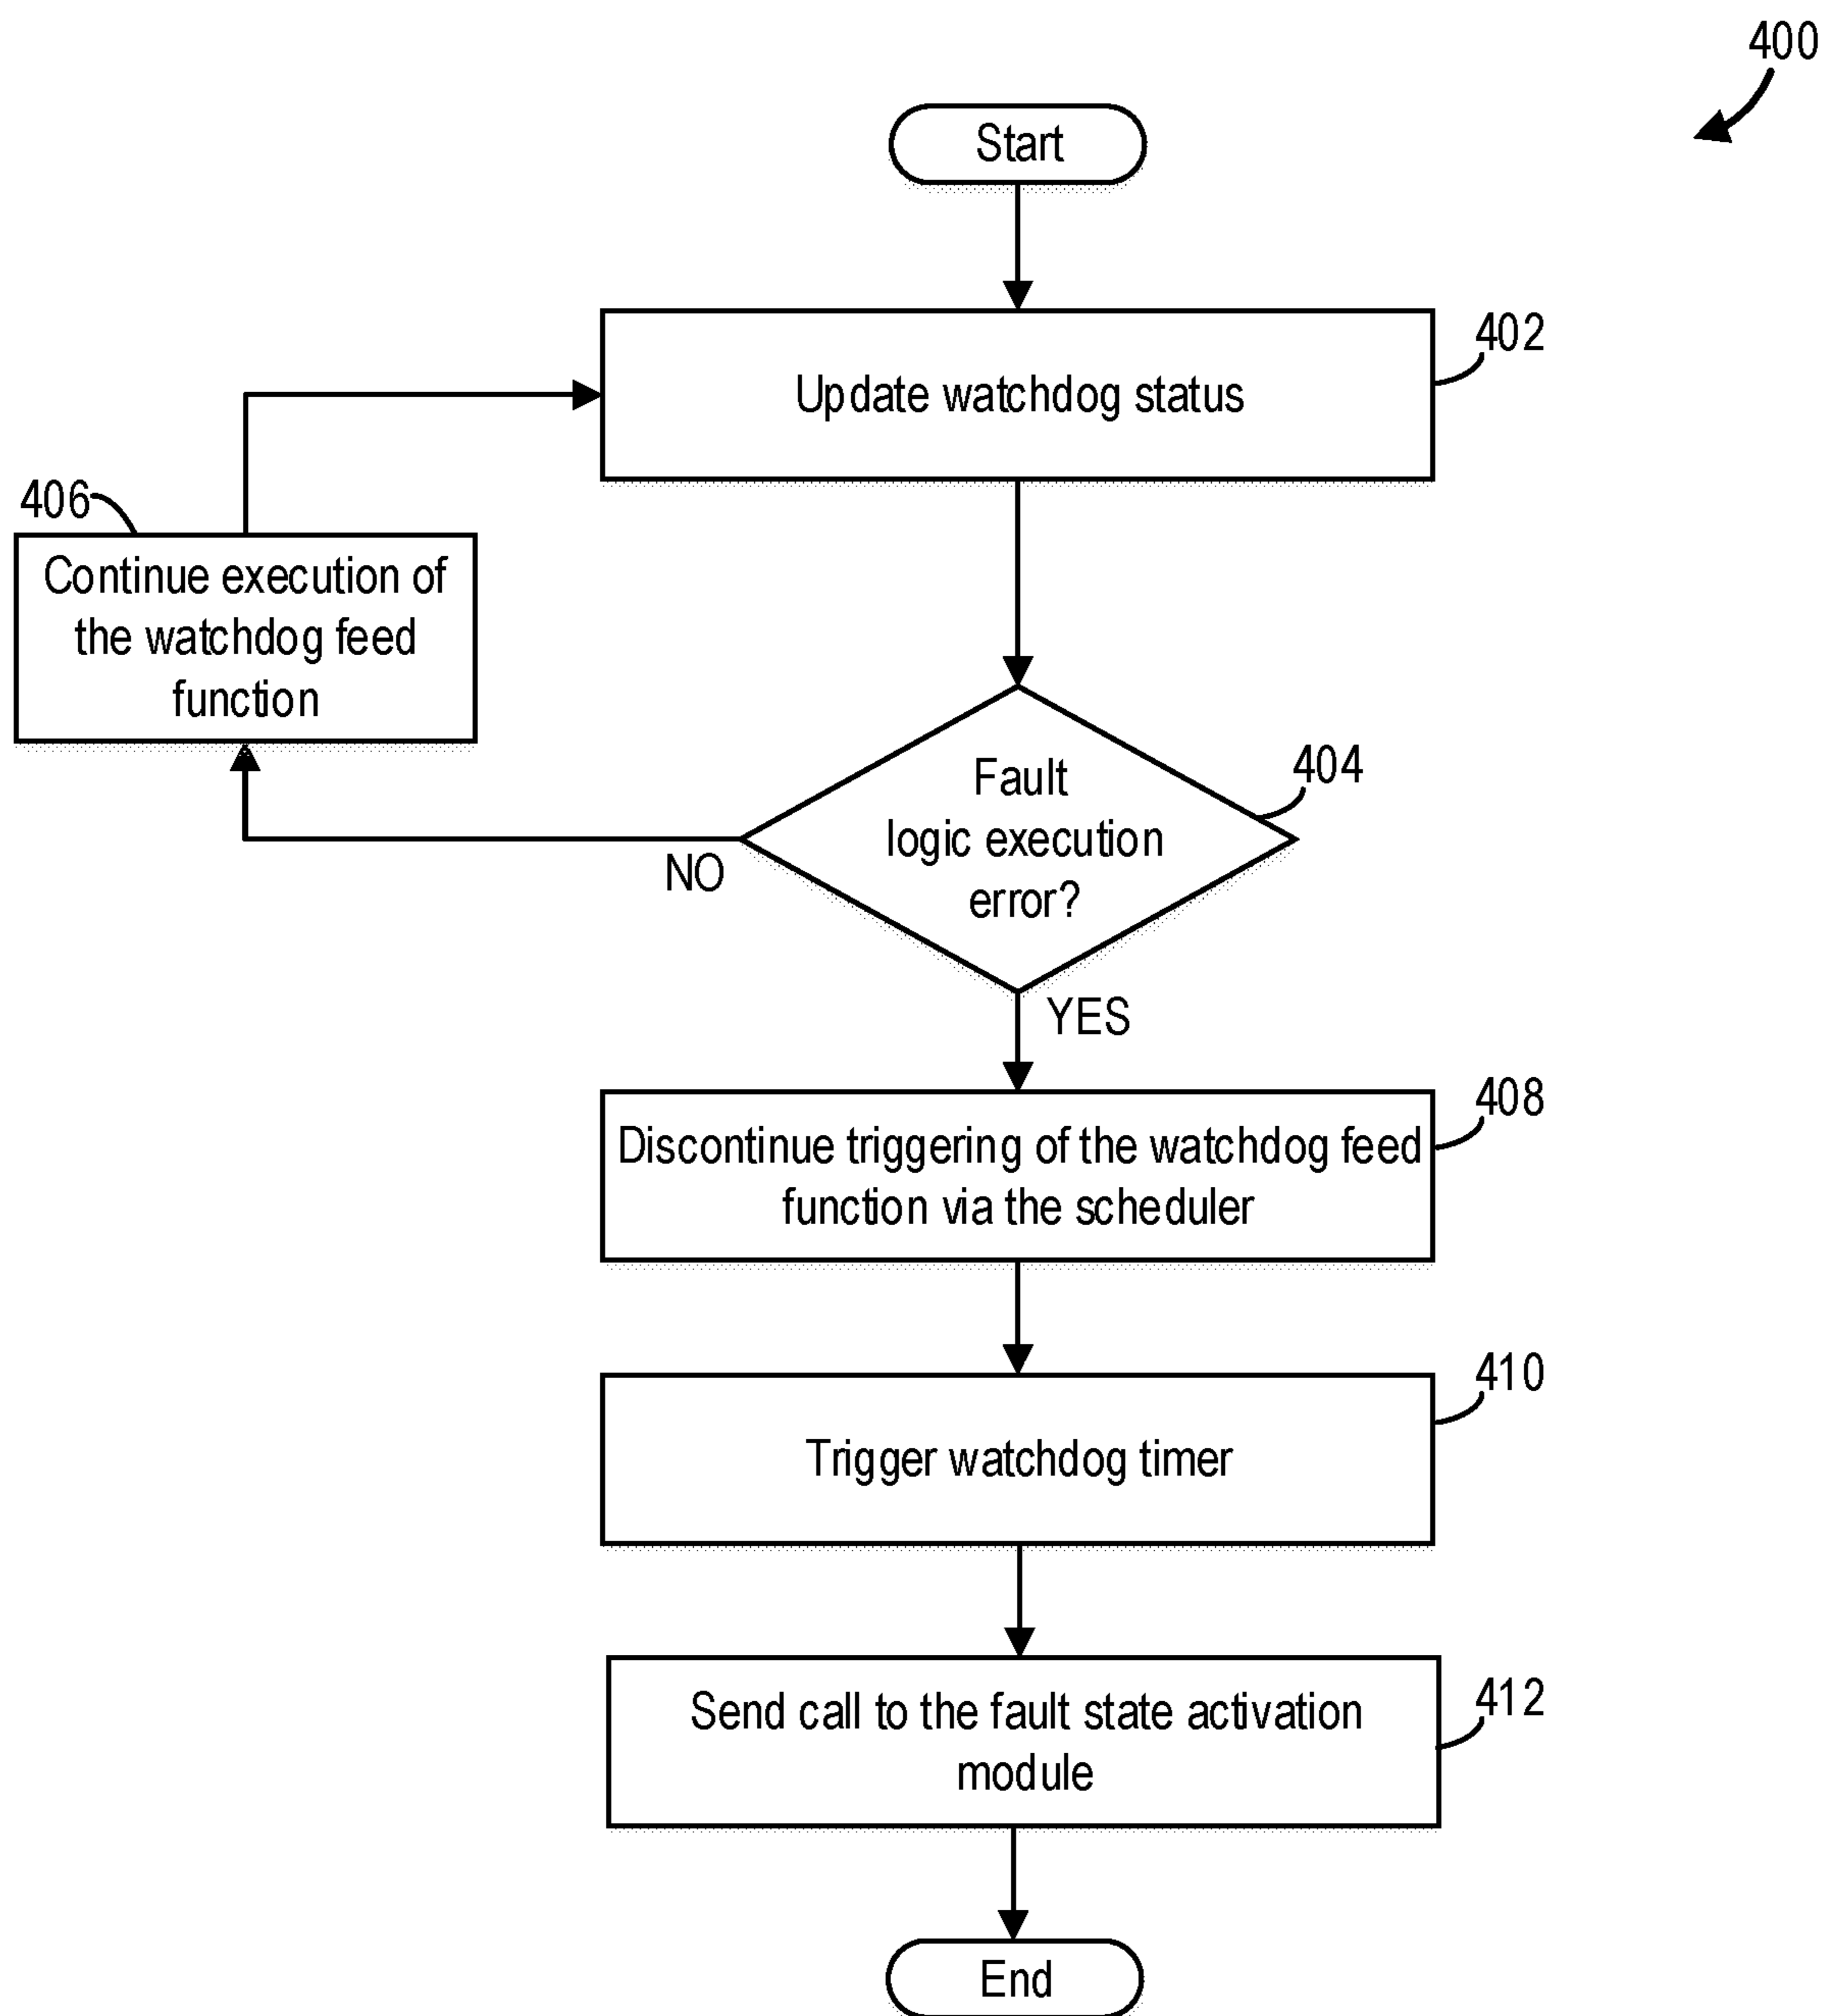 400
Start
402
Update watchdog status
406
Continue execution of
the watchdog feed
function
404
Fault
logic execution
error?
NO
YES
408
Discontinue triggering of the watchdog feed
function via the scheduler
410
Trigger watchdog timer
412
Send call to the fault state activation
module
End